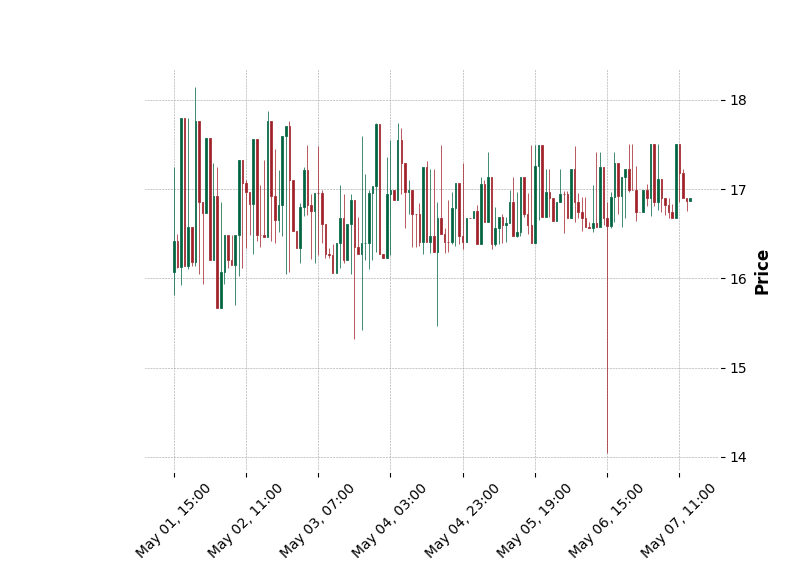 18
17
16
15
14
Price
May 01, 15:00
May 02, 11:00
May 03, 07:00
May 04, 03:00
May 04, 23:00
May 05, 19:00
May 06, 15:00
May 07, 11:00